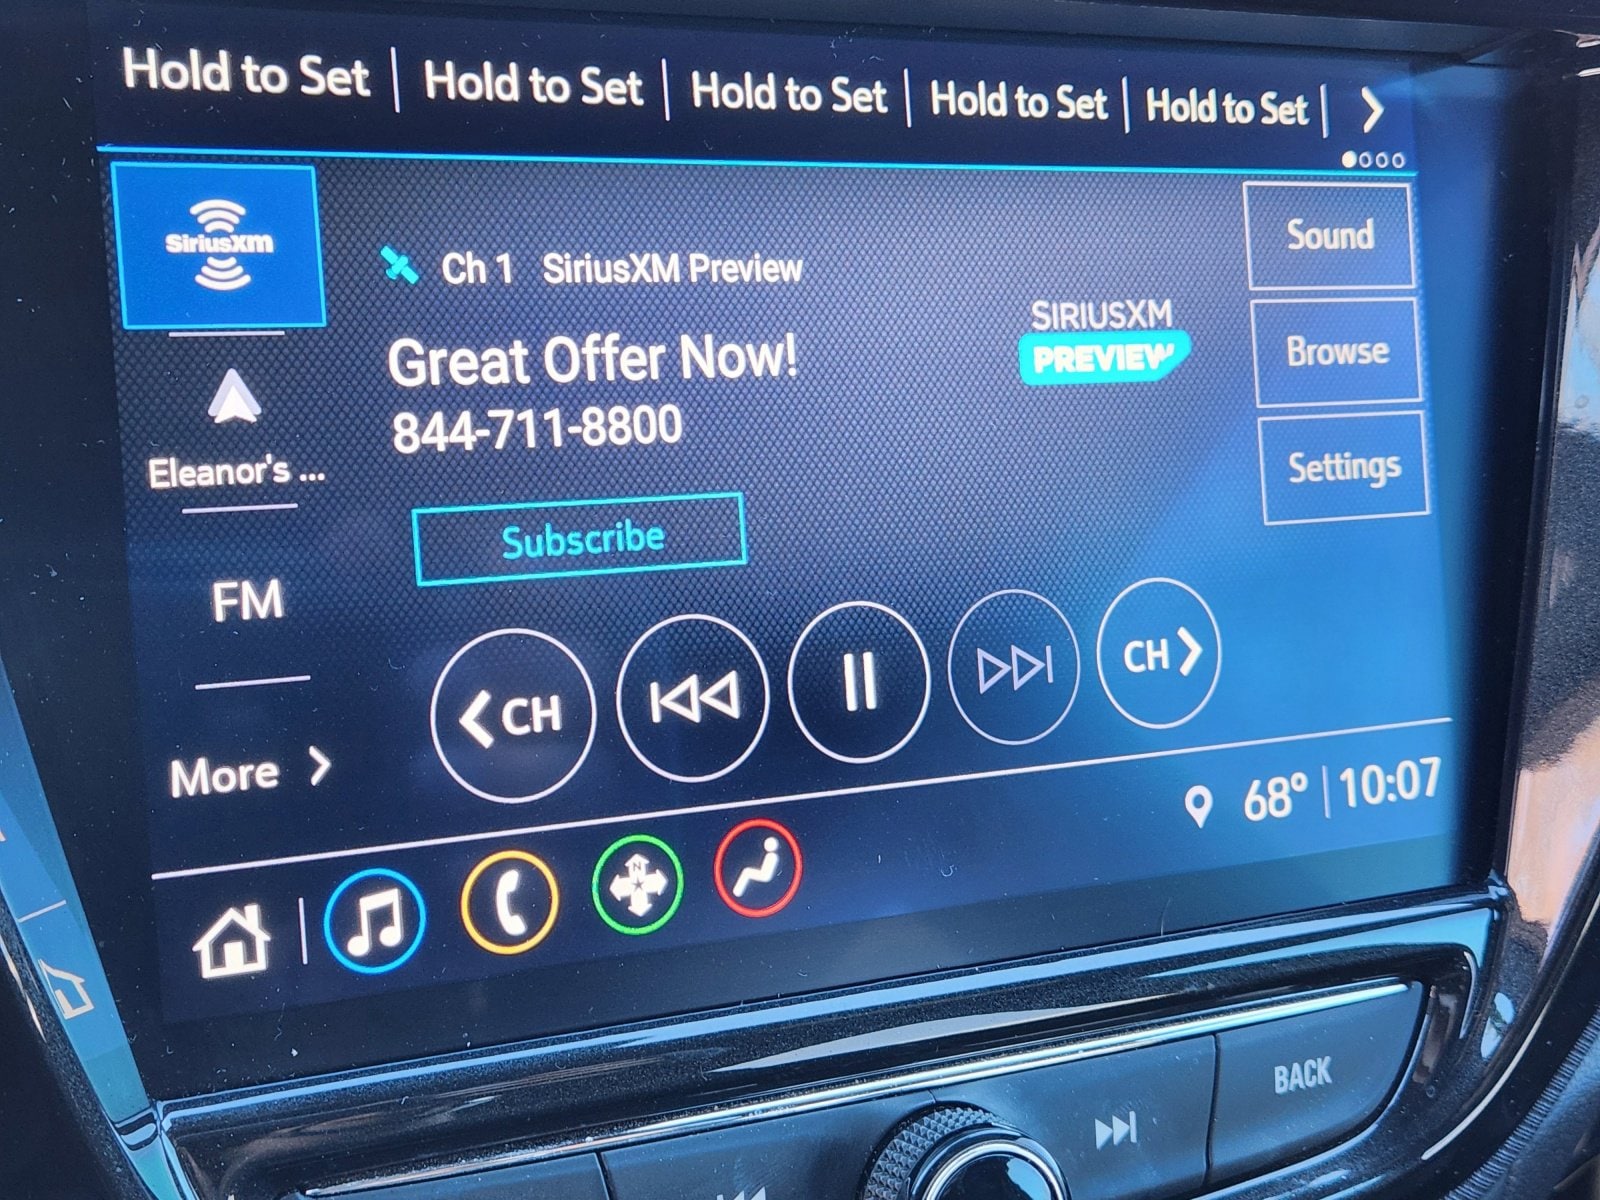 Hold to Set | Hold to Set | Hold to Set | Hold to Set | Hold to Set |
SiriusXM
Ch 1 SiriusXM Preview
SIRIUSXM
PREVIEW
Great Offer Now!
844-711-8800
Subscribe
Sound
Browse
Settings
Eleanor's ...
FM
More
CH
CH
68° | 10:07
N
BACK